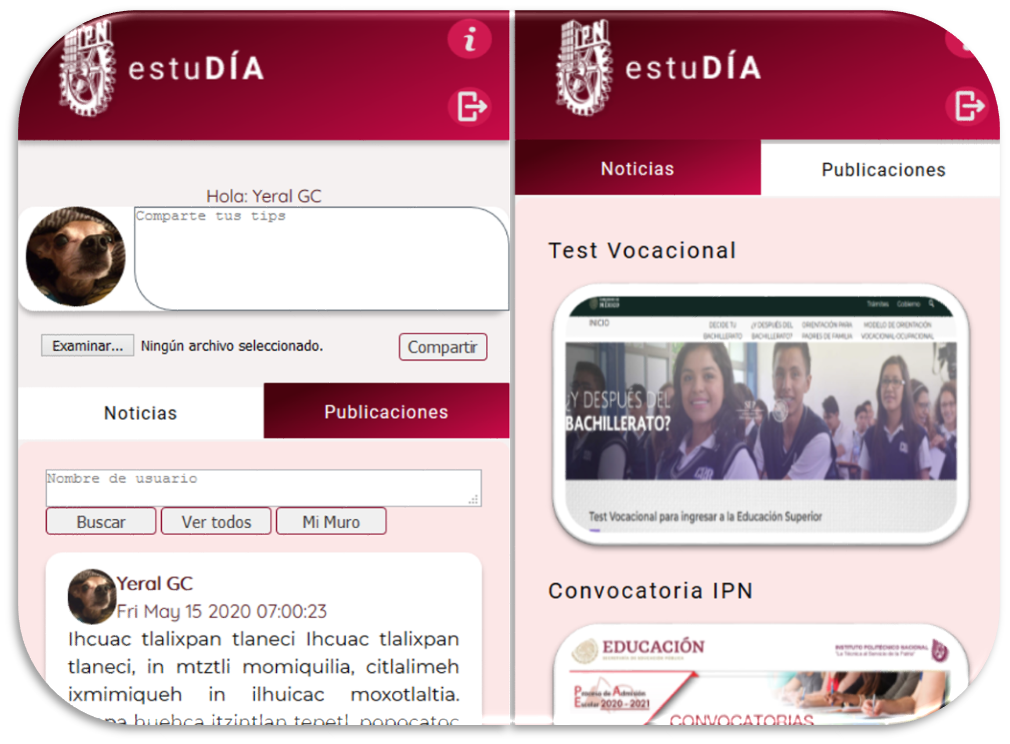 IPN
estuDÍA
Hola: Yeral GC
Comparte tus tips
Examinar... Ningún archivo seleccionado.
Compartir
Noticias
Publicaciones
Nombre de usuario
Buscar
Ver todos
Mi Muro
Yeral GC
Fri May 15 2020 07:00:23
Ihcuac tlalixpan tlaneci Ihcuac tlalixpan
tlaneci, in mtztli momiquilia, citlalimeh
ixmimiqueh in ilhuicac moxotlaltia.
huehca itzintlan tepetl, popocatoc
IPN
estuDÍA
Noticias
Publicaciones
Test Vocacional
Trámites Gobierno
INICIO
DECIDE TU
BACHILLERATO
¿Y DESPUÉS DEL
BACHILLERATO?
ORIENTACIÓN PARA
PADRES DE FAMILIA
MODELO DE ORIENTACIÓN
VOCACIONAL-OCUPACIONAL
¿Y DESPUÉS DEL
BACHILLERATO?
SEP
Test Vocacional para ingresar a la Educación Superior
Convocatoria IPN
EDUCACIÓN
SECRETARÍA DE EDUCACIÓN PÚBLICA
INSTITUTO POLITÉCNICO NACIONAL
"La Técnica al Servicio de la Patria"
Proceso de Admisión
Escolar 2020 - 2021
CONVOCATORIAS